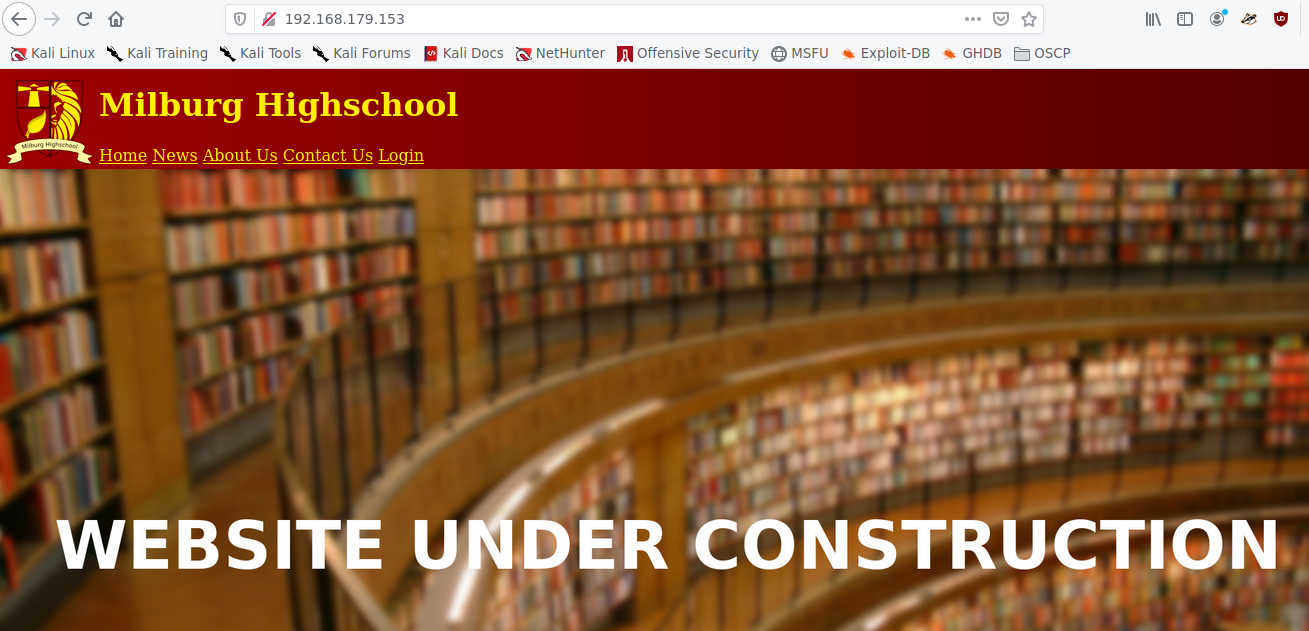 192.168.179.153
Kali Linux Kali Training Kali Tools Kali Forums Kali Docs NetHunter Offensive Security MSFU Exploit-DB GHDB OSCP
Milburg Highschool
Milburg Highschool
Home News About Us Contact Us Login
WEBSITE UNDER CONSTRUCTION